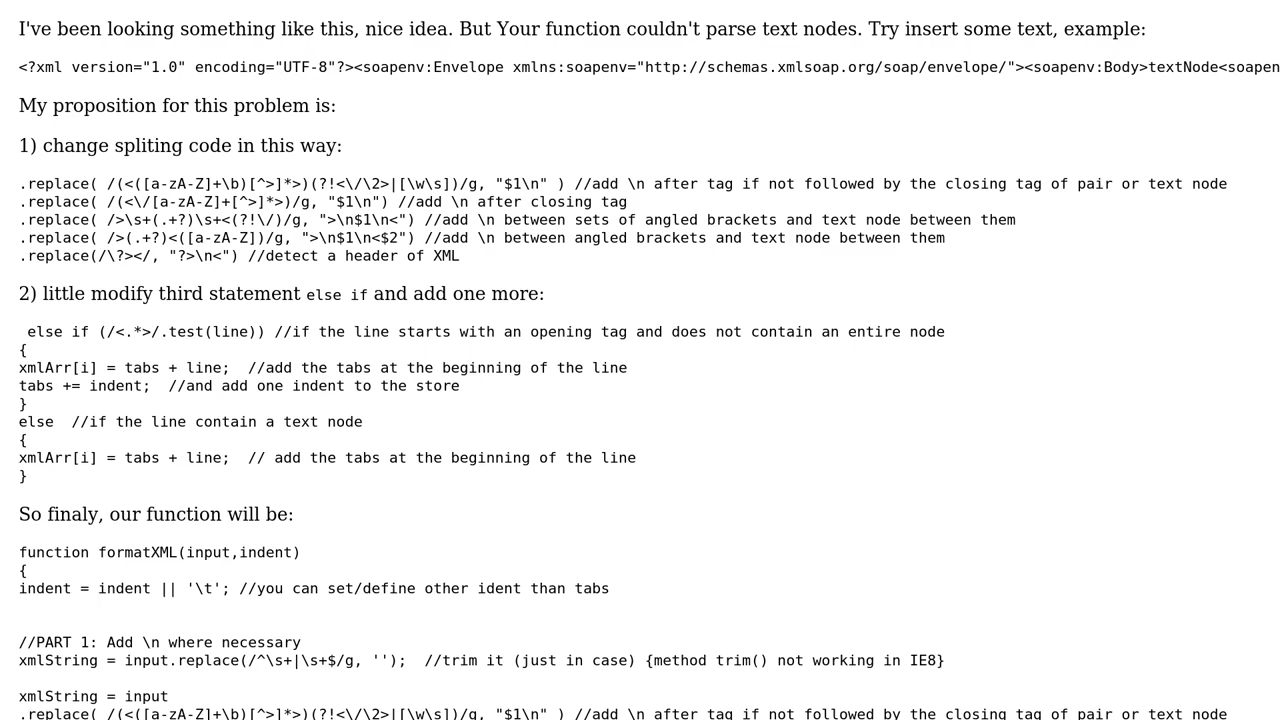 I've been looking something like this, nice idea. But Your function couldn't parse text nodes. Try insert some text, example:
<?xml version="1.0" encoding="UTF-8"?><soapenv:Envelope xmlns:soapenv="http://schemas.xmlsoap.org/soap/envelope/"><soapenv:Body>textNode<soapen
My proposition for this problem is:
1) change spliting code in this way:
.replace( /(<([a-zA-Z]+\b)[^>]*>)(?!<\/\2>|[\w\s])/g, "$1\n" ) //add \n after tag if not followed by the closing tag of pair or text node
.replace( /(<\/[a-zA-Z]+[^>]*>)/g, "$1\n") //add \n after closing tag
.replace( />\s+(.+?)\s+<(?!\/)/g, ">\n$1\n<") //add \n between sets of angled brackets and text node between them
.replace( />(.+?)<([a-zA-Z])/g, ">\n$1\n<$2") //add \n between angled brackets and text node between them
.replace(/\?></, "?>\n<") //detect a header of XML
2) little modify third statement else if and add one more:
else if (/<.*>/.test(line)) //if the line starts with an opening tag and does not contain an entire node
{
xmlArr[i] = tabs + line;  //add the tabs at the beginning of the line
tabs += indent;  //and add one indent to the store
}
else  //if the line contain a text node
{
xmlArr[i] = tabs + line;  // add the tabs at the beginning of the line
}
So finaly, our function will be:
function formatXML(input,indent)
{
indent = indent || '\t'; //you can set/define other ident than tabs
//PART 1: Add \n where necessary
xmlString = input.replace(/^\s+|\s+$/g, '');  //trim it (just in case) {method trim() not working in IE8}
xmlString = input
.replace( /(<([a-zA-Z]+\b)[^>]*>)(?!<\/\2>|[\w\s])/g, "$1\n" ) //add \n after tag if not followed by the closing tag of pair or text node